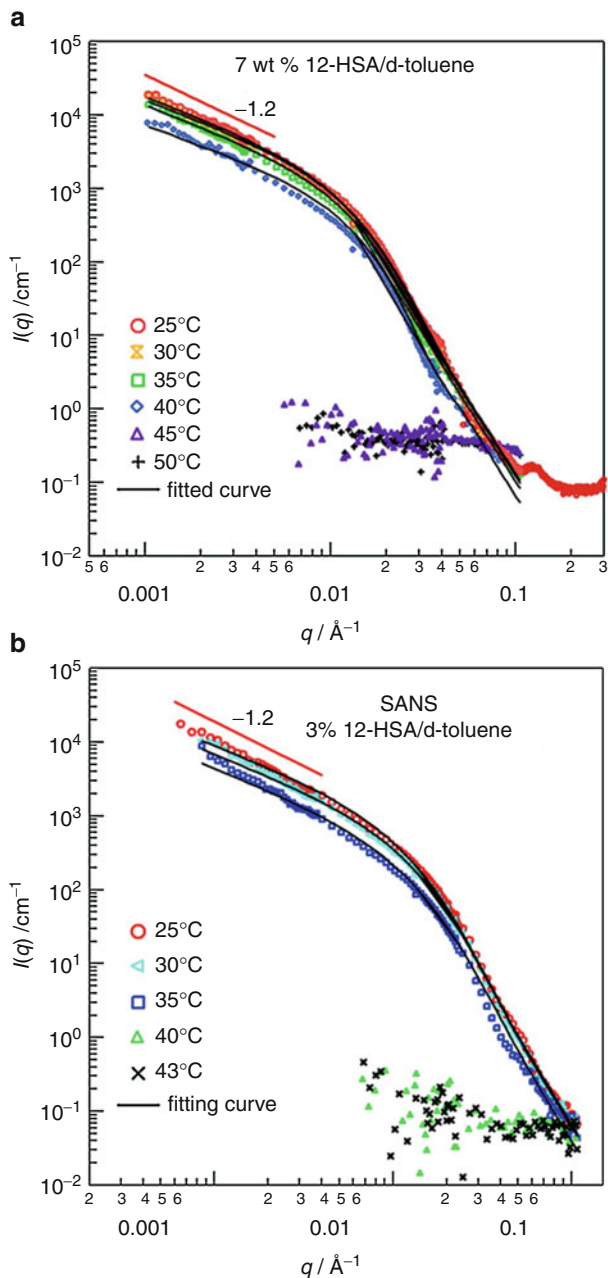 a
10^5
7 wt % 12-HSA/d-toluene
−1.2
10^4
10^3
10^2
10^1
10^0
10^−1
10^−2
I(q) /cm^−1
25°C
30°C
35°C
40°C
45°C
50°C
fitted curve
5 6 2 3 4 5 6 2 3 4 5 6 2 3
0.001 0.01 0.1
q / Å^−1
b
10^5
SANS
3% 12-HSA/d-toluene
−1.2
10^4
10^3
10^2
10^1
10^0
10^−1
10^−2
I(q) /cm^−1
25°C
30°C
35°C
40°C
43°C
fitting curve
2 3 4 5 6 2 3 4 5 6 2 3 4 5 6
0.001 0.01 0.1
q / Å^−1